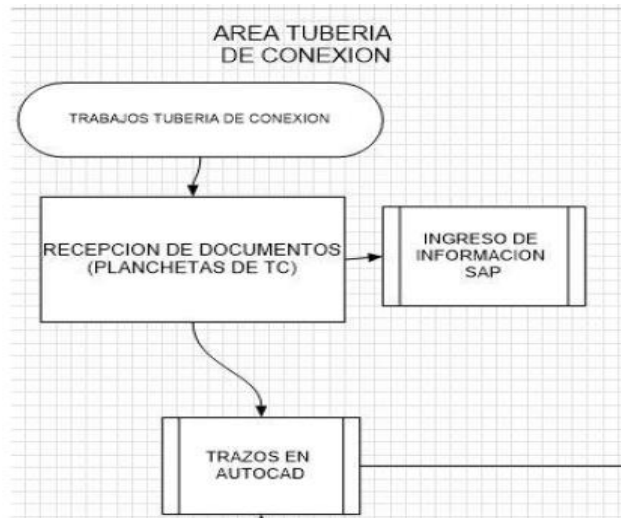 AREA TUBERIA
DE CONEXION
TRABAJOS TUBERIA DE CONEXION
RECEPCION DE DOCUMENTOS
(PLANCHETAS DE TC)
INGRESO DE
INFORMACION
SAP
TRAZOS EN
AUTOCAD